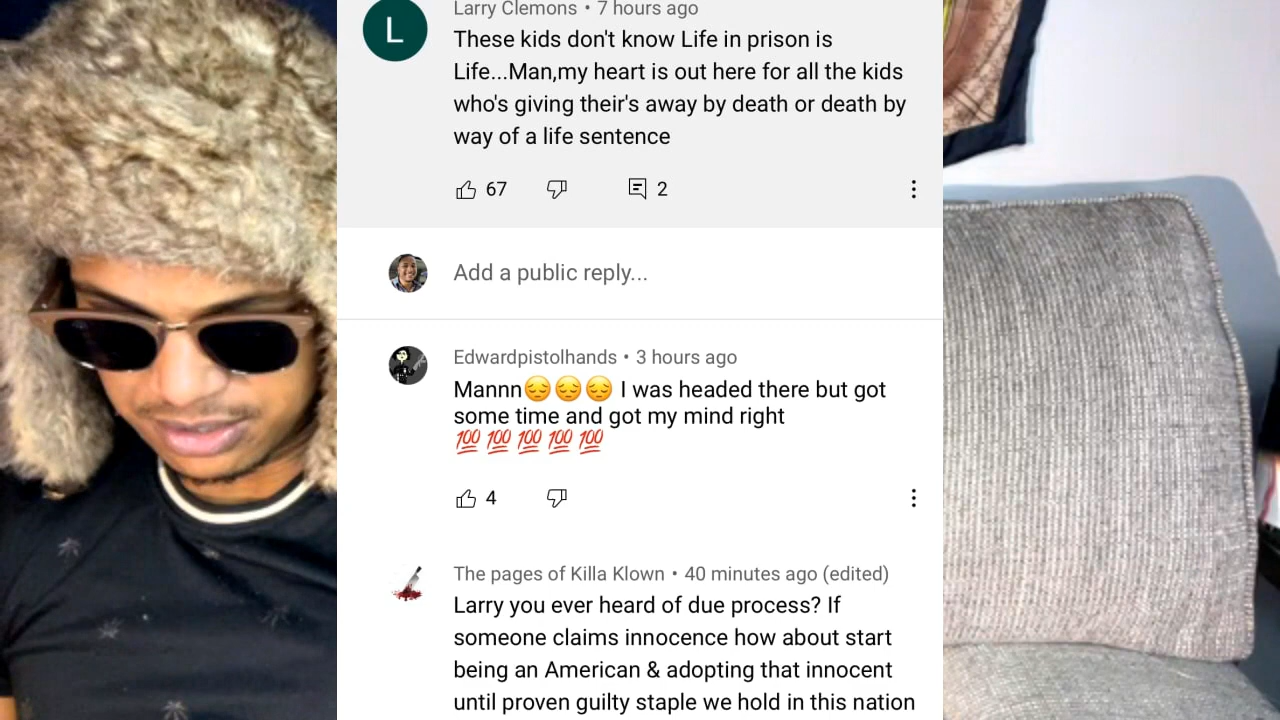 L
Larry Clemons • 7 hours ago
These kids don't know Life in prison is
Life...Man,my heart is out here for all the kids
who's giving their's away by death or death by
way of a life sentence
67 2
Add a public reply...
Edwardpistolhands • 3 hours ago
Mannn😔😔😔 I was headed there but got
some time and got my mind right
💯💯💯💯💯
4
The pages of Killa Klown • 40 minutes ago (edited)
Larry you ever heard of due process? If
someone claims innocence how about start
being an American & adopting that innocent
until proven guilty staple we hold in this nation